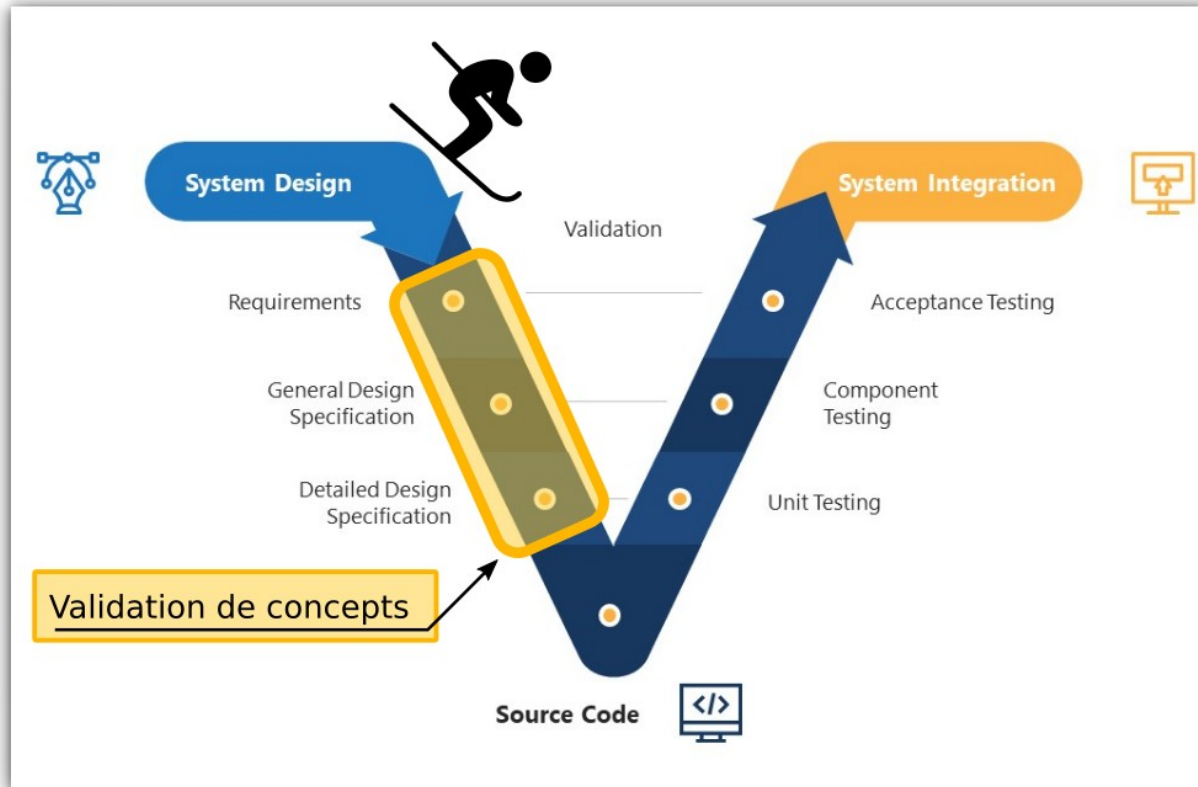 System Design
System Integration
Validation
Requirements
Acceptance Testing
General Design
Specification
Component
Testing
Detailed Design
Specification
Unit Testing
Validation de concepts
Source Code
</>